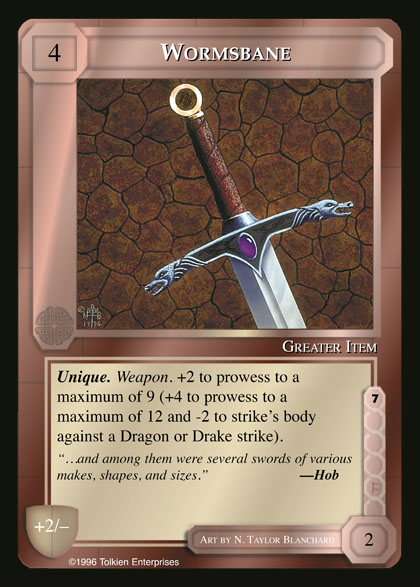 4
WORMSBANE
GREATER ITEM
Unique. Weapon. +2 to prowess to a
maximum of 9 (+4 to prowess to a
maximum of 12 and -2 to strike's body
against a Dragon or Drake strike).
“…and among them were several swords of various
makes, shapes, and sizes.” —Hob
7
+2/–
ART BY N. TAYLOR BLANCHARD
2
©1996 Tolkien Enterprises